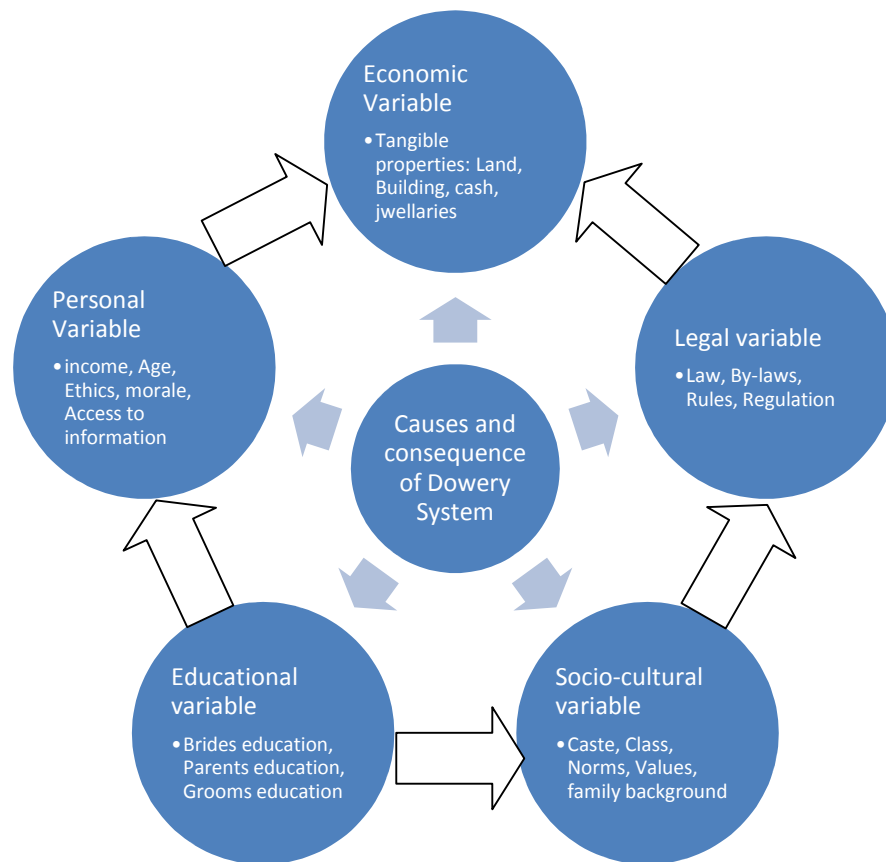 Economic
Variable
•Tangible
properties: Land,
Building, cash,
jwellaries
Personal
Variable
•income, Age,
Ethics, morale,
Access to
information
Legal variable
•Law, By-laws,
Rules, Regulation
Causes and
consequence
of Dowery
System
Educational
variable
•Brides education,
Parents education,
Grooms education
Socio-cultural
variable
•Caste, Class,
Norms, Values,
family background